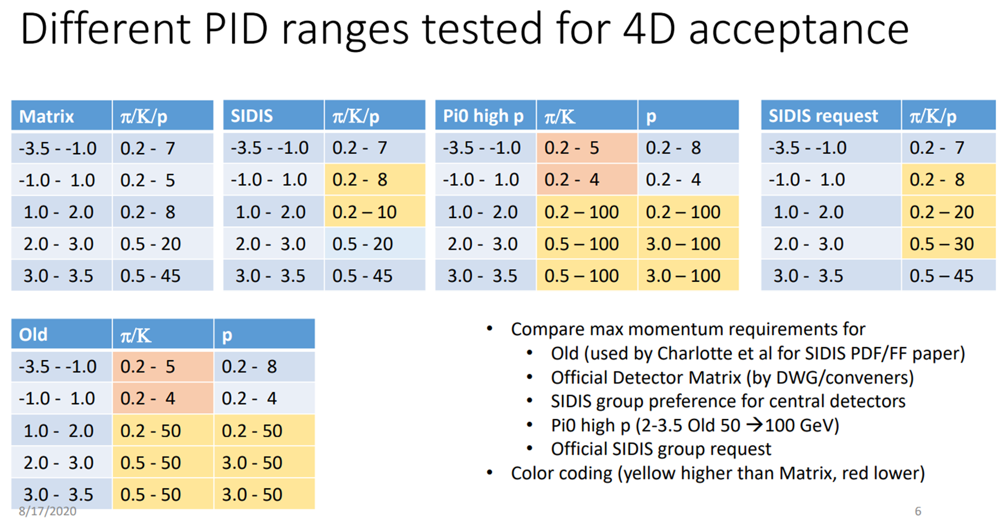 Different PID ranges tested for 4D acceptance
Matrix π/K/p
-3.5 - -1.0 0.2 - 7
-1.0 - 1.0 0.2 - 5
1.0 - 2.0 0.2 - 8
2.0 - 3.0 0.5 - 20
3.0 - 3.5 0.5 - 45
SIDIS π/K/p
-3.5 - -1.0 0.2 - 7
-1.0 - 1.0 0.2 - 8
1.0 - 2.0 0.2 – 10
2.0 - 3.0 0.5 - 20
3.0 - 3.5 0.5 - 45
Pi0 high p π/K p
-3.5 - -1.0 0.2 - 5 0.2 - 8
-1.0 - 1.0 0.2 - 4 0.2 - 4
1.0 - 2.0 0.2 – 100 0.2 – 100
2.0 - 3.0 0.5 – 100 3.0 – 100
3.0 - 3.5 0.5 – 100 3.0 – 100
SIDIS request π/K/p
-3.5 - -1.0 0.2 - 7
-1.0 - 1.0 0.2 - 8
1.0 - 2.0 0.2 – 20
2.0 - 3.0 0.5 – 30
3.0 - 3.5 0.5 – 45
Old π/K p
-3.5 - -1.0 0.2 - 5 0.2 - 8
-1.0 - 1.0 0.2 - 4 0.2 - 4
1.0 - 2.0 0.2 - 50 0.2 - 50
2.0 - 3.0 0.5 - 50 3.0 - 50
3.0 - 3.5 0.5 - 50 3.0 - 50
• Compare max momentum requirements for
• Old (used by Charlotte et al for SIDIS PDF/FF paper)
• Official Detector Matrix (by DWG/conveners)
• SIDIS group preference for central detectors
• Pi0 high p (2-3.5 Old 50 →100 GeV)
• Official SIDIS group request
• Color coding (yellow higher than Matrix, red lower)
8/17/2020
6